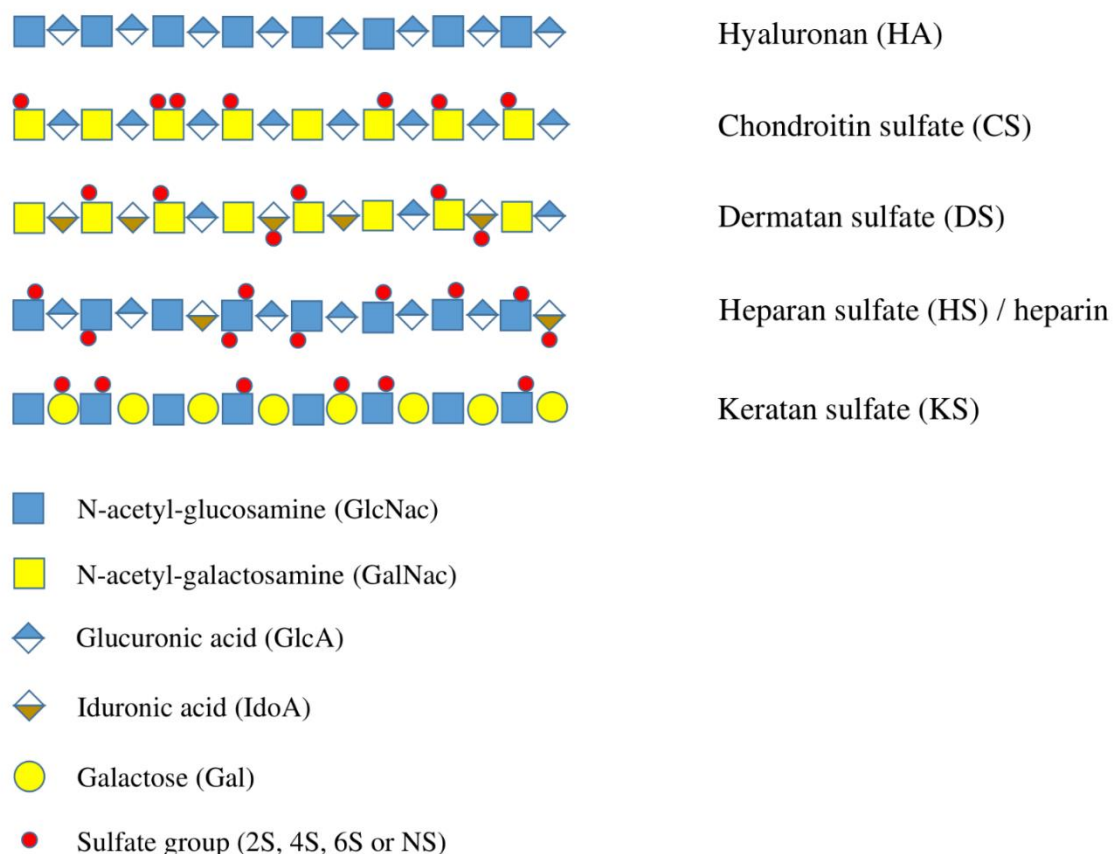 Hyaluronan (HA)
Chondroitin sulfate (CS)
Dermatan sulfate (DS)
Heparan sulfate (HS) / heparin
Keratan sulfate (KS)
N-acetyl-glucosamine (GlcNac)
N-acetyl-galactosamine (GalNac)
Glucuronic acid (GlcA)
Iduronic acid (IdoA)
Galactose (Gal)
Sulfate group (2S, 4S, 6S or NS)